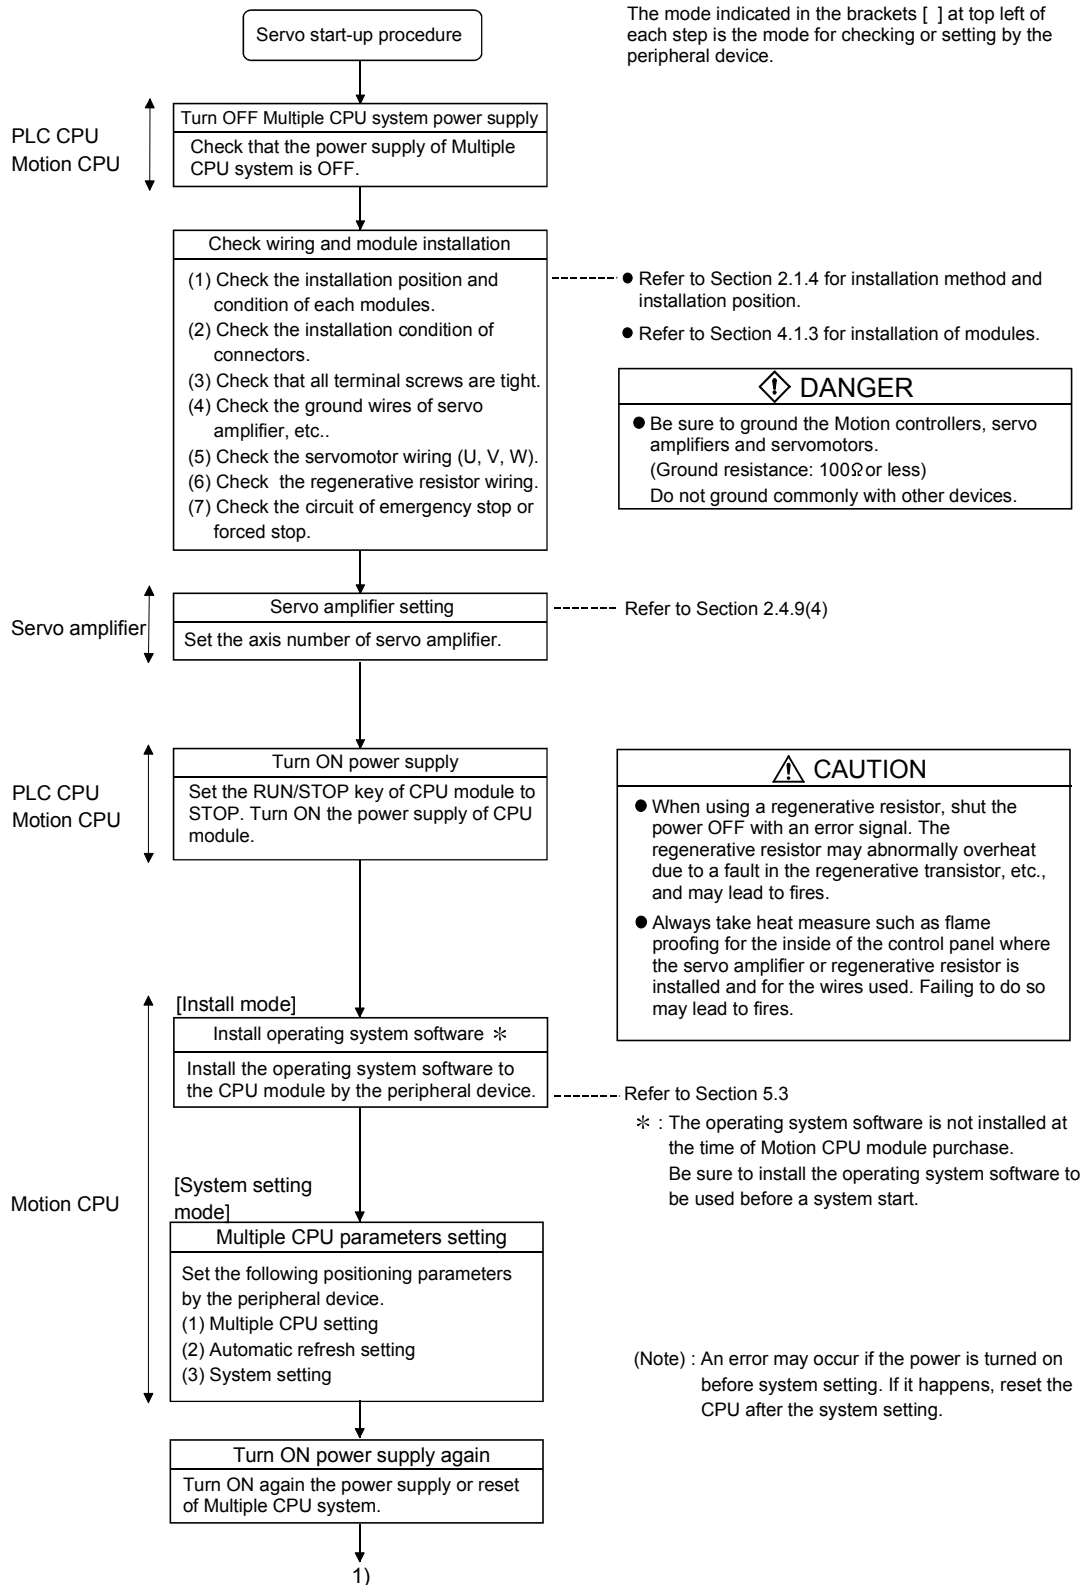 Servo start-up procedure
The mode indicated in the brackets [ ] at top left of
each step is the mode for checking or setting by the
peripheral device.
PLC CPU
Motion CPU
Turn OFF Multiple CPU system power supply
Check that the power supply of Multiple
CPU system is OFF.
Check wiring and module installation
(1) Check the installation position and
condition of each modules.
(2) Check the installation condition of
connectors.
(3) Check that all terminal screws are tight.
(4) Check the ground wires of servo
amplifier, etc..
(5) Check the servomotor wiring (U, V, W).
(6) Check the regenerative resistor wiring.
(7) Check the circuit of emergency stop or
forced stop.
● Refer to Section 2.1.4 for installation method and
installation position.
● Refer to Section 4.1.3 for installation of modules.
DANGER
● Be sure to ground the Motion controllers, servo
amplifiers and servomotors.
(Ground resistance: 100Ω or less)
Do not ground commonly with other devices.
Servo amplifier
Servo amplifier setting
Set the axis number of servo amplifier.
Refer to Section 2.4.9(4)
PLC CPU
Motion CPU
Turn ON power supply
Set the RUN/STOP key of CPU module to
STOP. Turn ON the power supply of CPU
module.
CAUTION
● When using a regenerative resistor, shut the
power OFF with an error signal. The
regenerative resistor may abnormally overheat
due to a fault in the regenerative transistor, etc.,
and may lead to fires.
● Always take heat measure such as flame
proofing for the inside of the control panel where
the servo amplifier or regenerative resistor is
installed and for the wires used. Failing to do so
may lead to fires.
Motion CPU
[Install mode]
Install operating system software ＊
Install the operating system software to
the CPU module by the peripheral device.
Refer to Section 5.3
＊ : The operating system software is not installed at
the time of Motion CPU module purchase.
Be sure to install the operating system software to
be used before a system start.
[System setting
mode]
Multiple CPU parameters setting
Set the following positioning parameters
by the peripheral device.
(1) Multiple CPU setting
(2) Automatic refresh setting
(3) System setting
(Note) : An error may occur if the power is turned on
before system setting. If it happens, reset the
CPU after the system setting.
Turn ON power supply again
Turn ON again the power supply or reset
of Multiple CPU system.
1)